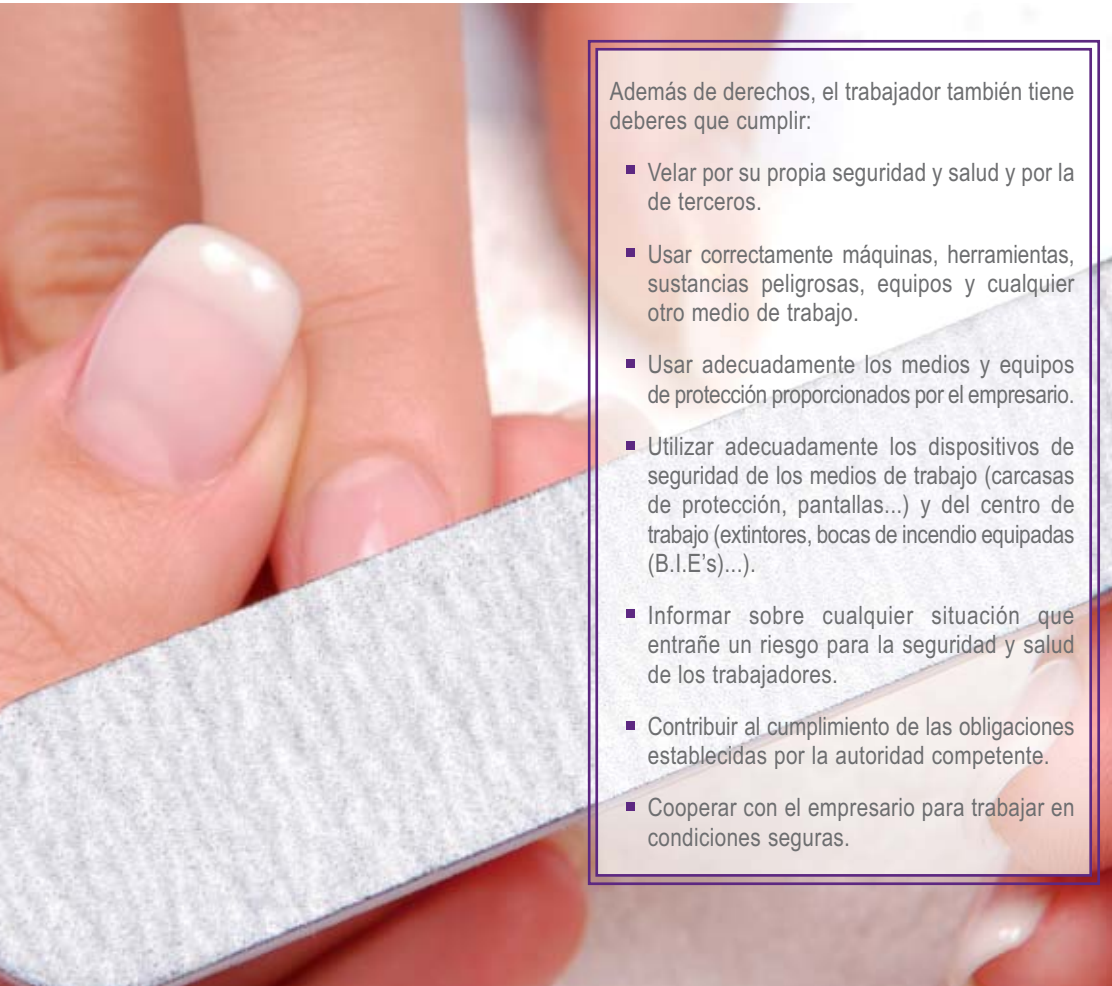 Además de derechos, el trabajador también tiene
deberes que cumplir:
Velar por su propia seguridad y salud y por la
de terceros.
Usar correctamente máquinas, herramientas,
sustancias peligrosas, equipos y cualquier
otro medio de trabajo.
Usar adecuadamente los medios y equipos
de protección proporcionados por el empresario.
Utilizar adecuadamente los dispositivos de
seguridad de los medios de trabajo (carcasas
de protección, pantallas...) y del centro de
trabajo (extintores, bocas de incendio equipadas
(B.I.E's)...).
Informar sobre cualquier situación que
entrañe un riesgo para la seguridad y salud
de los trabajadores.
Contribuir al cumplimiento de las obligaciones
establecidas por la autoridad competente.
Cooperar con el empresario para trabajar en
condiciones seguras.